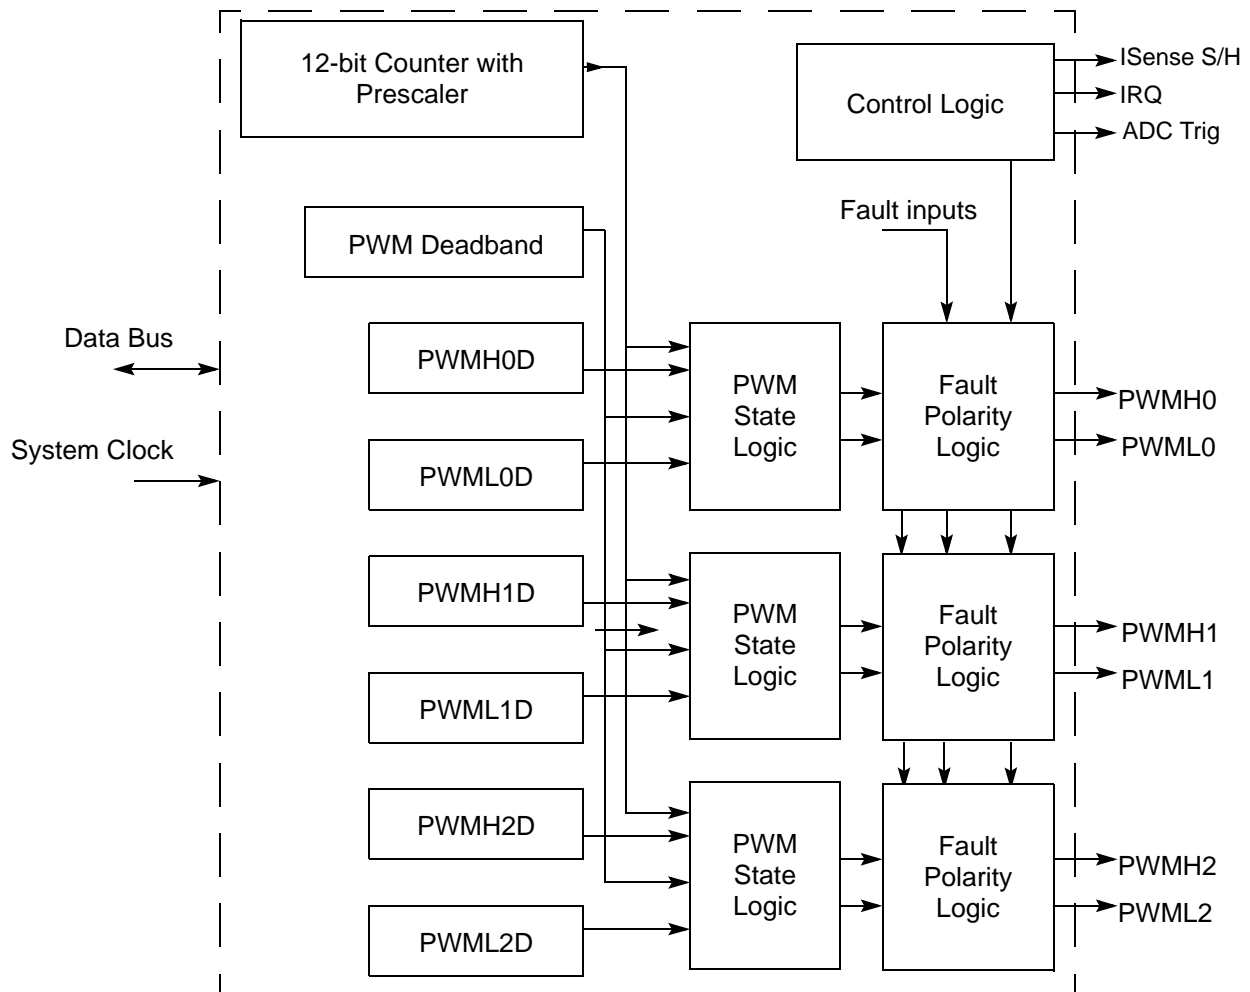 12-bit Counter with
Prescaler
Control Logic
ISense S/H
IRQ
ADC Trig
Fault inputs
PWM Deadband
Data Bus
System Clock
PWMH0D
PWML0D
PWM
State
Logic
Fault
Polarity
Logic
PWMH0
PWML0
PWMH1D
PWML1D
PWM
State
Logic
Fault
Polarity
Logic
PWMH1
PWML1
PWMH2D
PWML2D
PWM
State
Logic
Fault
Polarity
Logic
PWMH2
PWML2